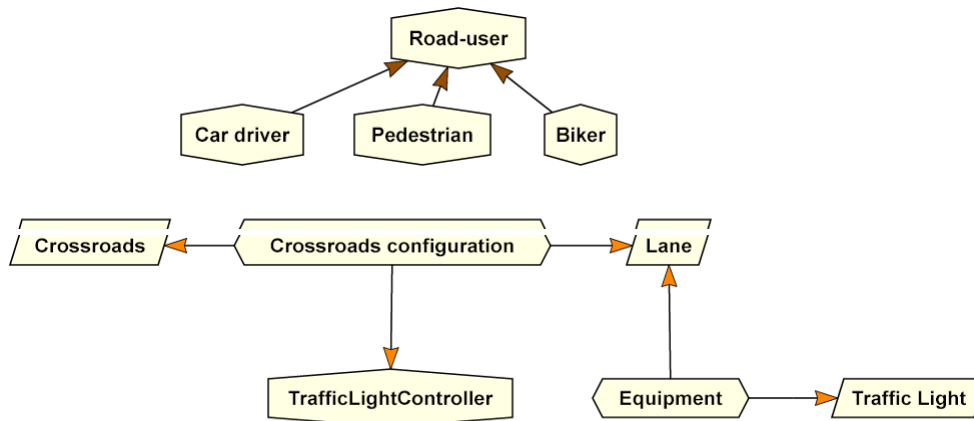 Road-user
Car driver
Pedestrian
Biker
Crossroads
Crossroads configuration
Lane
TrafficLightController
Equipment
Traffic Light